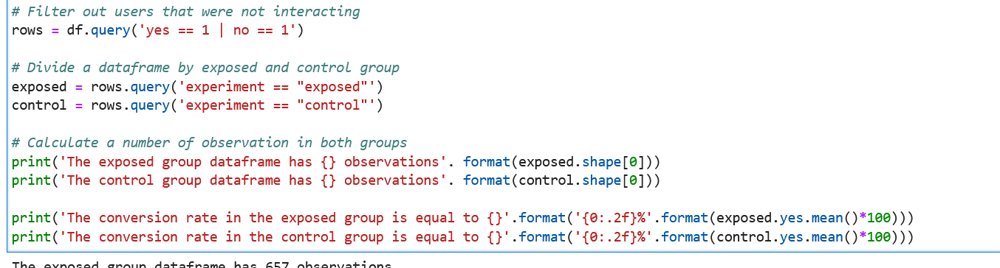 # Filter out users that were not interacting
rows = df.query('yes == 1 | no == 1')
# Divide a dataframe by exposed and control group
exposed = rows.query('experiment == "exposed"')
control = rows.query('experiment == "control"')
# Calculate a number of observation in both groups
print('The exposed group dataframe has {} observations'. format(exposed.shape[0]))
print('The control group dataframe has {} observations'. format(control.shape[0]))
print('The conversion rate in the exposed group is equal to {}'.format('{0:.2f}%'.format(exposed.yes.mean()*100)))
print('The conversion rate in the control group is equal to {}'.format('{0:.2f}%'.format(control.yes.mean()*100)))
The exposed group dataframe has 657 observations